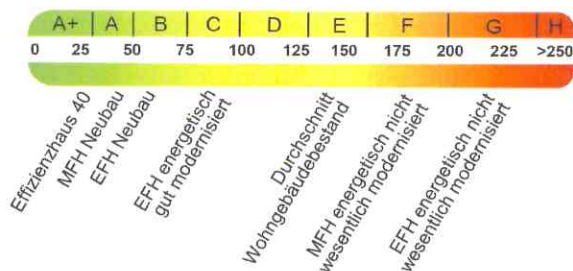 A+ A B C D E F G H
0 25 50 75 100 125 150 175 200 225 >250
Effizienzhaus 40
MFH Neubau
EFH Neubau
EFH energetisch
gut modernisiert
Durchschnitt
Wohngebäudebestand
MFH energetisch nicht
wesentlich modernisiert
EFH energetisch nicht
wesentlich modernisiert